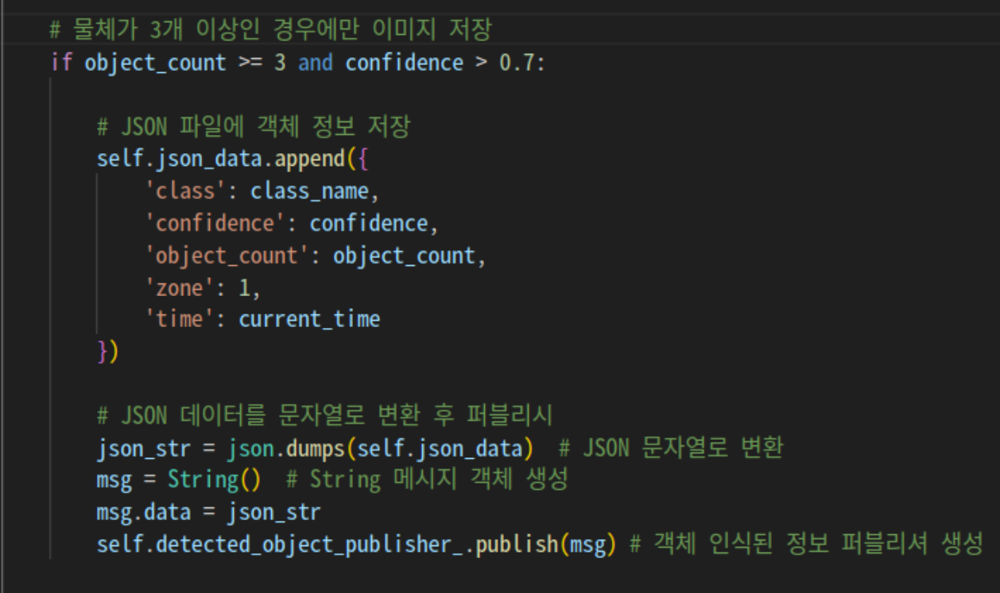 # 물체가 3개 이상인 경우에만 이미지 저장
if object_count >= 3 and confidence > 0.7:
# JSON 파일에 객체 정보 저장
self.json_data.append({
'class': class_name,
'confidence': confidence,
'object_count': object_count,
'zone': 1,
'time': current_time
})
# JSON 데이터를 문자열로 변환 후 퍼블리시
json_str = json.dumps(self.json_data)  # JSON 문자열로 변환
msg = String()  # String 메시지 객체 생성
msg.data = json_str
self.detected_object_publisher_.publish(msg) # 객체 인식된 정보 퍼블리셔 생성